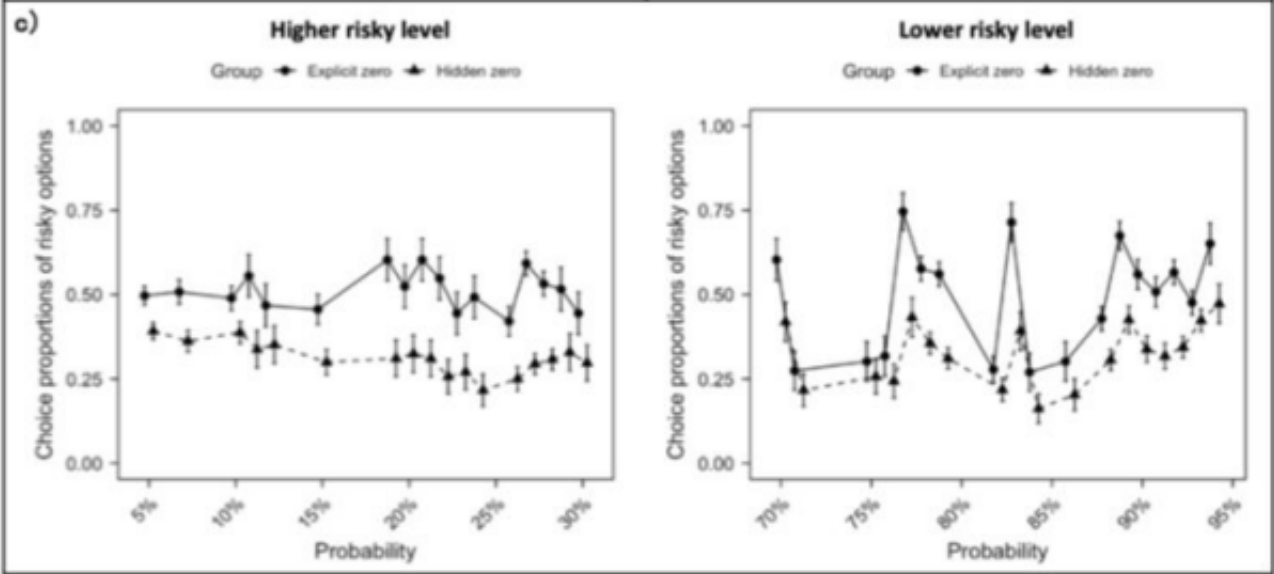 c)
Higher risky level
Group Explicit zero Hidden zero
Choice proportions of risky options
1.00
0.75
0.50
0.25
0.00
5% 10% 15% 20% 25% 30%
Probability
Lower risky level
Group Explicit zero Hidden zero
Choice proportions of risky options
1.00
0.75
0.50
0.25
0.00
70% 75% 80% 85% 90% 95%
Probability